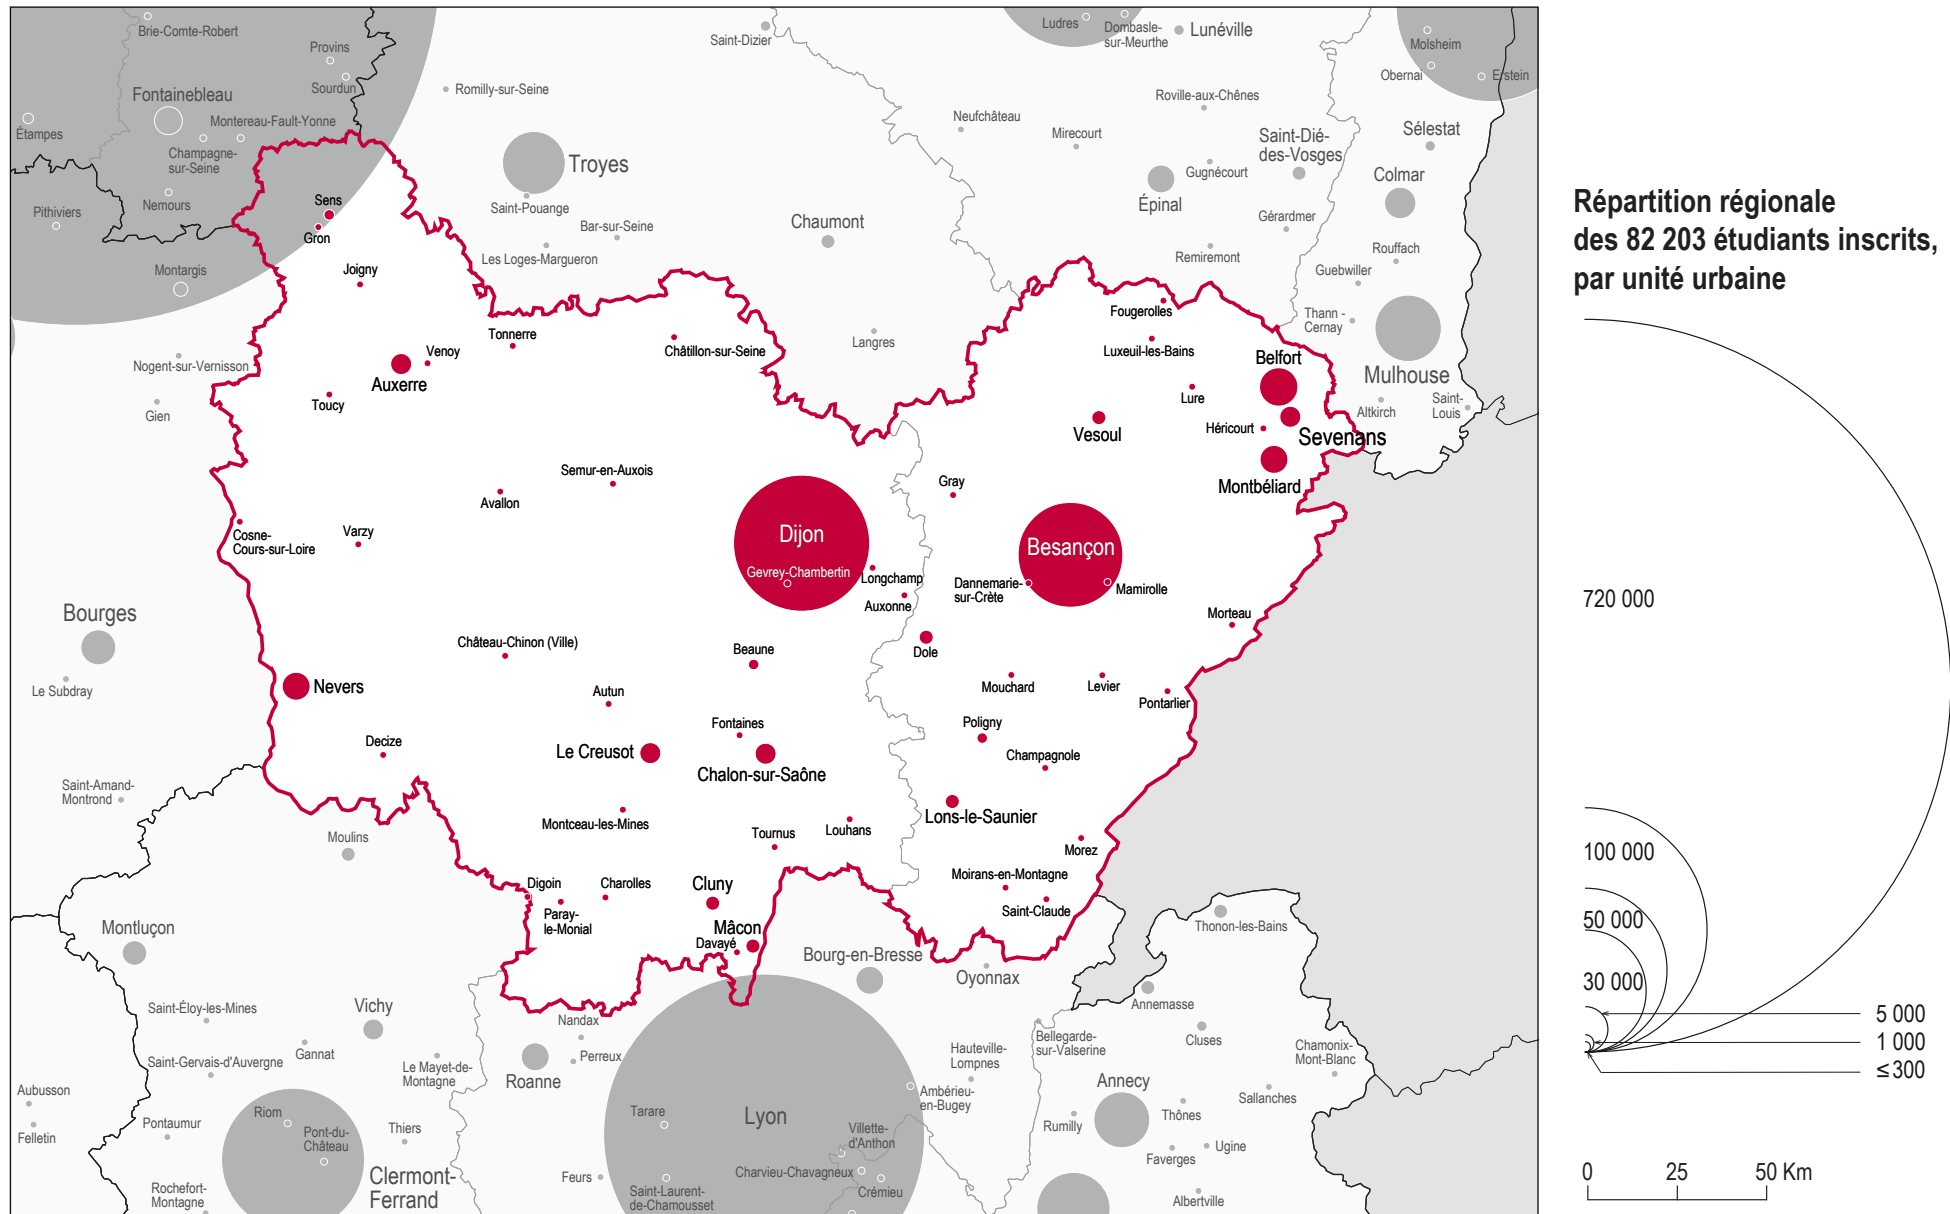 Brie-Comte-Robert
Provins
Sourdun
Fontainebleau
Étampes
Montereau-Fault-Yonne
Champagne-
sur-Seine
Nemours
Pithiviers
Montargis
Romilly-sur-Seine
Saint-Dizier
Troyes
Saint-Pouange
Bar-sur-Seine
Les Loges-Margueron
Chaumont
Langres
Ludres
Dombasle-
sur-Meurthe
Lunéville
Neufchâteau
Mirecourt
Roville-aux-Chênes
Saint-Dié-
des-Vosges
Gugnécourt
Épinal
Gérardmer
Remiremont
Molsheim
Obernai
Erstein
Sélestat
Colmar
Rouffach
Guebwiller
Thann -
Cernay
Mulhouse
Altkirch
Saint-
Louis
Sens
Gron
Joigny
Tonnerre
Venoy
Auxerre
Toucy
Châtillon-sur-Seine
Nogent-sur-Vernisson
Gien
Fougerolles
Luxeuil-les-Bains
Belfort
Lure
Vesoul
Héricourt
Sevenans
Montbéliard
Semur-en-Auxois
Avallon
Gray
Cosne-
Cours-sur-Loire
Varzy
Dijon
Gevrey-Chambertin
Longchamp
Auxonne
Besançon
Dannemarie-
sur-Crète
Mamirolle
Morteau
Bourges
Le Subdray
Château-Chinon (Ville)
Beaune
Dole
Nevers
Autun
Mouchard
Levier
Pontarlier
Fontaines
Poligny
Decize
Le Creusot
Chalon-sur-Saône
Champagnole
Saint-Amand-
Montrond
Lons-le-Saunier
Montceau-les-Mines
Louhans
Tournus
Moulins
Morez
Moirans-en-Montagne
Saint-Claude
Digoin
Charolles
Cluny
Paray-
le-Monial
Mâcon
Davayé
Montluçon
Bourg-en-Bresse
Oyonnax
Thonon-les-Bains
Annemasse
Saint-Éloy-les-Mines
Vichy
Nandax
Perreux
Bellegarde-
sur-Valserine
Cluses
Chamonix-
Mont-Blanc
Saint-Gervais-d'Auvergne
Gannat
Le Mayet-de-
Montagne
Roanne
Hauteville-
Lompnes
Ambérieu-
en-Bugey
Annecy
Sallanches
Aubusson
Felletin
Pontaumur
Riom
Pont-du-
Château
Thiers
Tarare
Lyon
Villette-
d'Anthon
Rumilly
Thônes
Ugine
Faverges
Clermont-
Ferrand
Feurs
Charvieu-Chavagneux
Crémieu
Saint-Laurent-
de-Chamousset
Albertville
Rochefort-
Montagne
Répartition régionale
des 82 203 étudiants inscrits,
par unité urbaine
720 000
100 000
50 000
30 000
5 000
1 000
≤ 300
0 25 50 Km